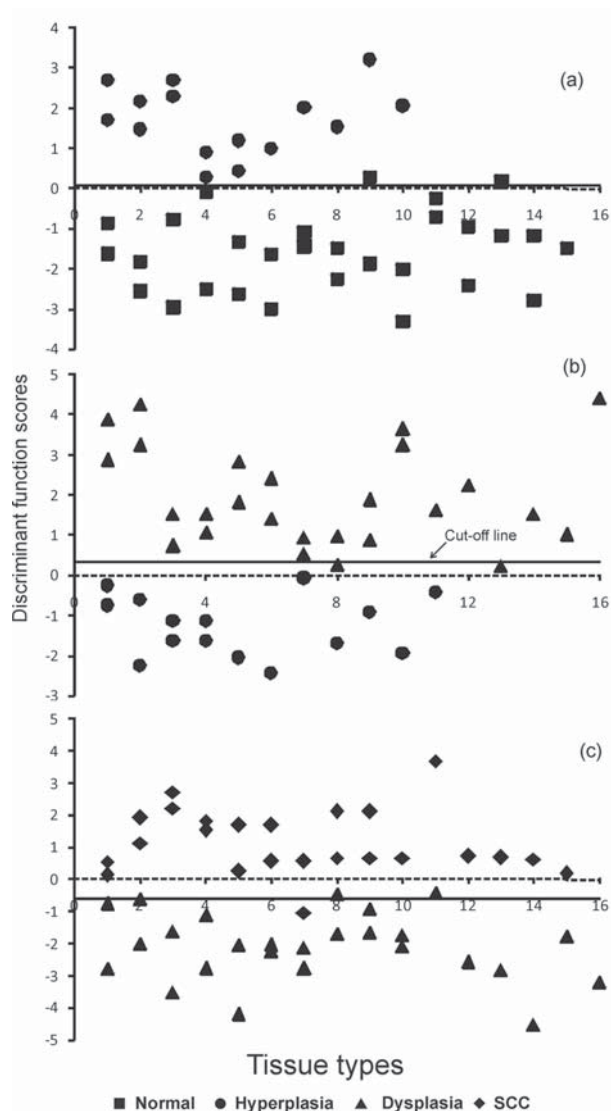 4
(a)
3
2
1
0
0 2 4 6 8 10 12 14 16
-1
-2
-3
-4
Discriminant function scores
5
(b)
4
3
2
1
Cut-off line
0
0 4 8 12 16
-1
-2
-3
5
4
(c)
3
2
1
0
0 2 4 6 8 10 12 14 16
-1
-2
-3
-4
-5
Tissue types
Normal Hyperplasia Dysplasia SCC